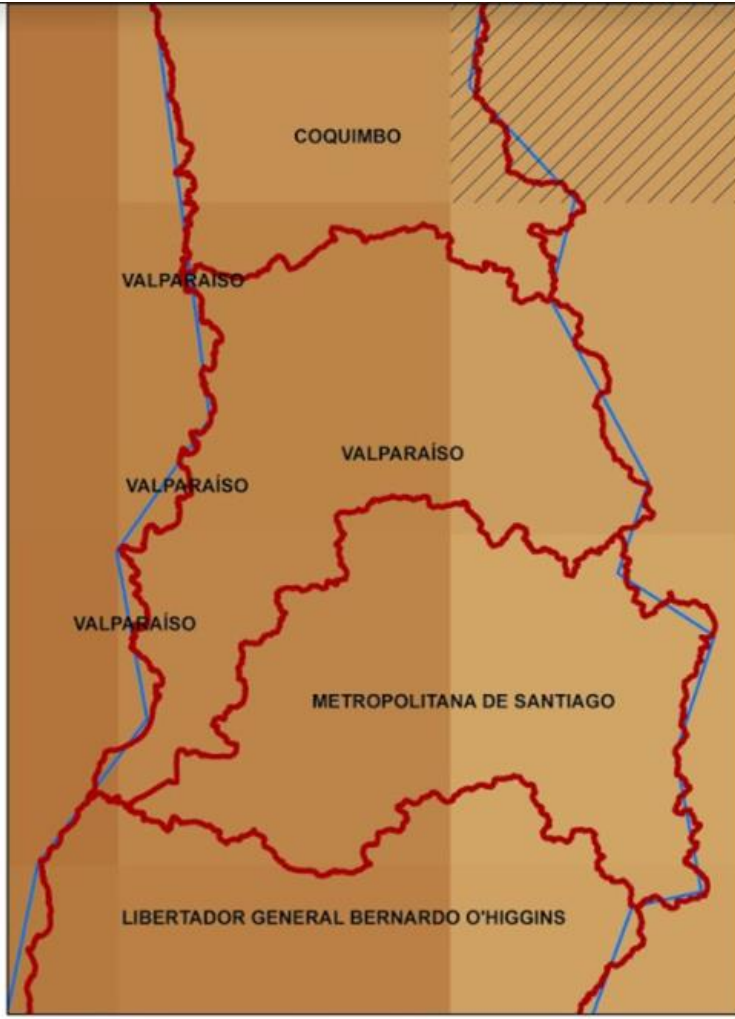 COQUIMBO
VALPARAÍSO
VALPARAÍSO
VALPARAÍSO
VALPARAÍSO
METROPOLITANA DE SANTIAGO
LIBERTADOR GENERAL BERNARDO O'HIGGINS